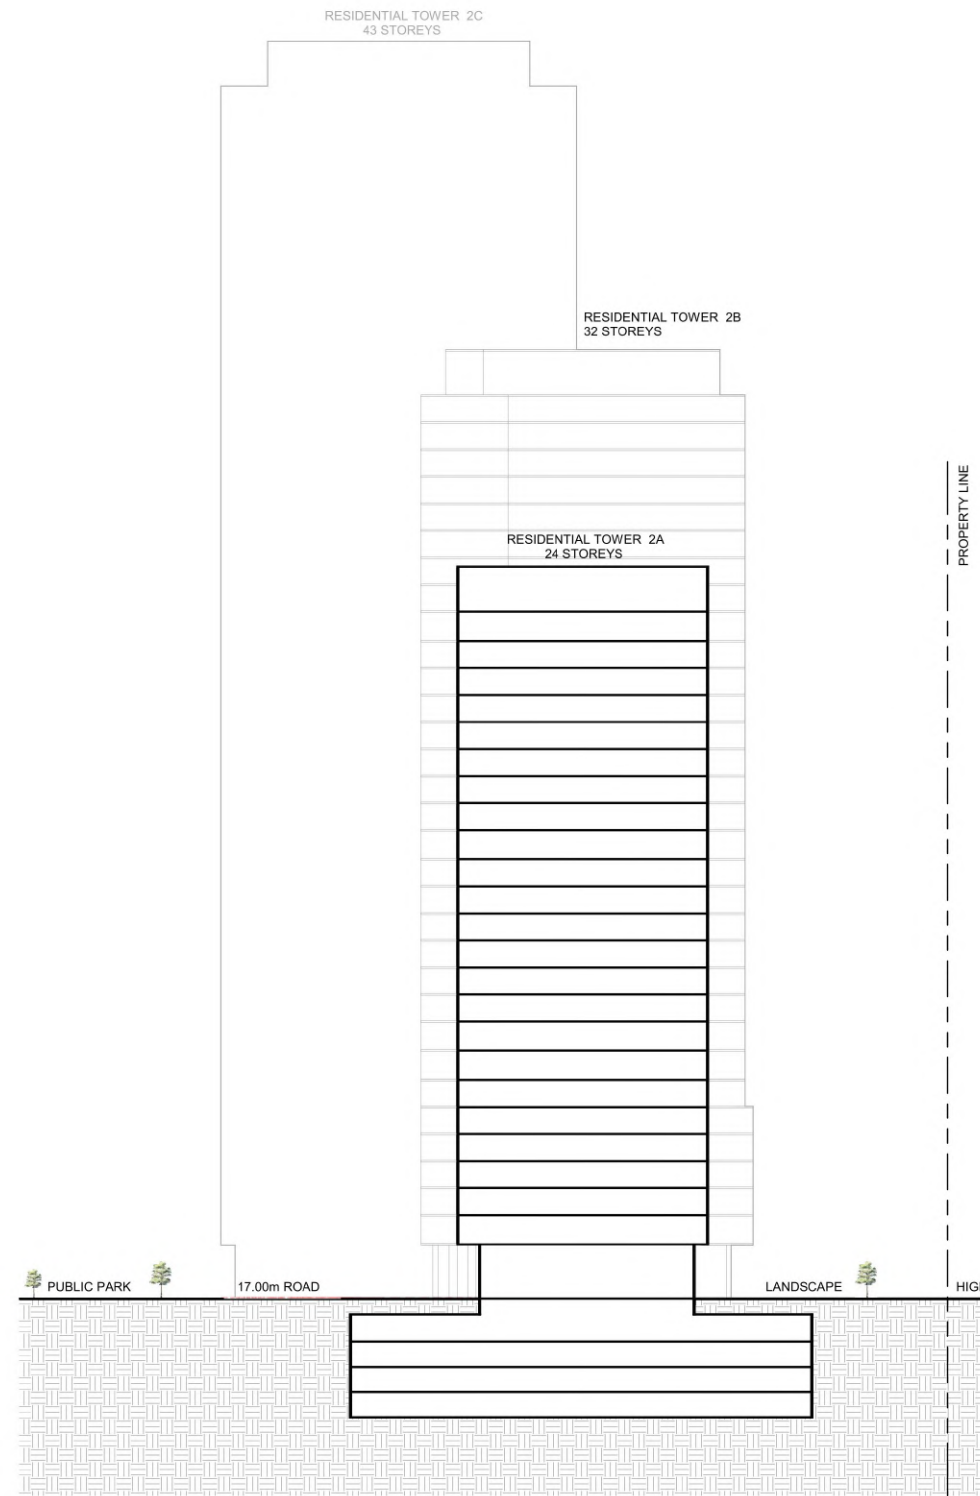 RESIDENTIAL TOWER 2C
43 STOREYS
RESIDENTIAL TOWER 2B
32 STOREYS
PROPERTY LINE
RESIDENTIAL TOWER 2A
24 STOREYS
PUBLIC PARK
17.00m ROAD
LANDSCAPE
HIG